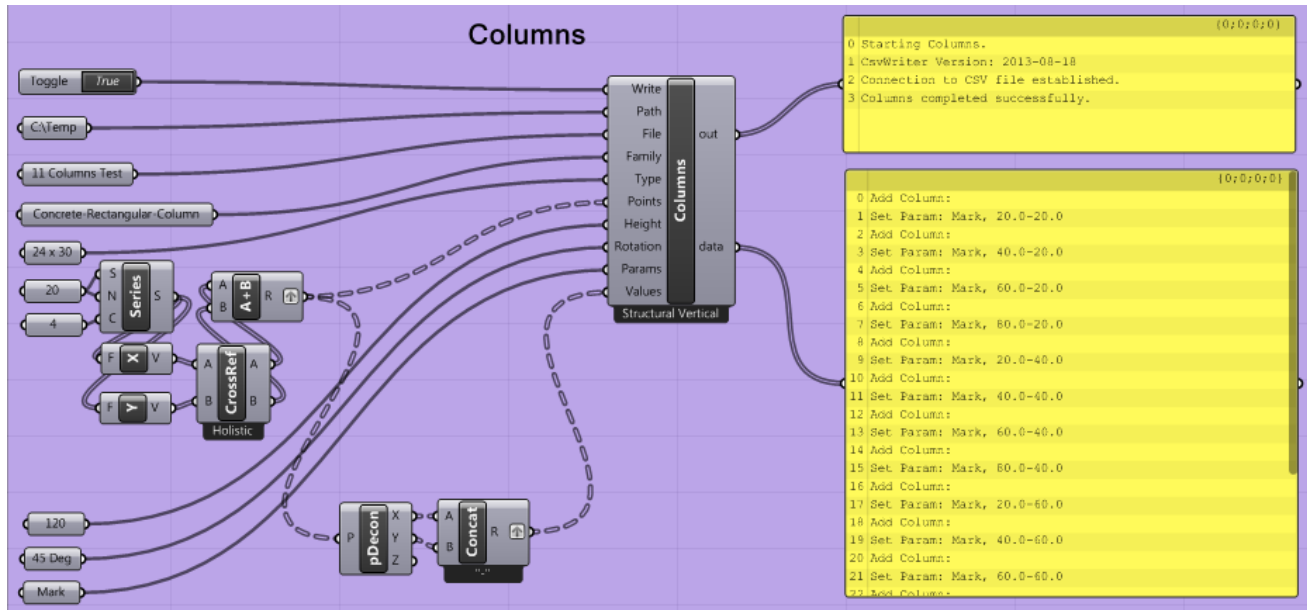 Columns
Toggle True
C:\Temp
11 Columns Test
Concrete-Rectangular-Column
24 x 30
20
4
S
N
C
Series
S
F X V
F Y V
A
B
A+B
R
A
B
CrossRef
A
B
Holistic
Write
Path
File
Family
Type
Points
Height
Rotation
Params
Values
Columns
out
data
Structural Vertical
120
45 Deg
Mark
P
pDecon
X
Y
Z
A
B
Concat
R
"-"
{0;0;0;0}
0 Starting Columns.
1 CsvWriter Version: 2013-08-18
2 Connection to CSV file established.
3 Columns completed successfully.
{0;0;0;0}
0 Add Column:
1 Set Param: Mark, 20.0-20.0
2 Add Column:
3 Set Param: Mark, 40.0-20.0
4 Add Column:
5 Set Param: Mark, 60.0-20.0
6 Add Column:
7 Set Param: Mark, 80.0-20.0
8 Add Column:
9 Set Param: Mark, 20.0-40.0
10 Add Column:
11 Set Param: Mark, 40.0-40.0
12 Add Column:
13 Set Param: Mark, 60.0-40.0
14 Add Column:
15 Set Param: Mark, 80.0-40.0
16 Add Column:
17 Set Param: Mark, 20.0-60.0
18 Add Column:
19 Set Param: Mark, 40.0-60.0
20 Add Column:
21 Set Param: Mark, 60.0-60.0
22 Add Column: